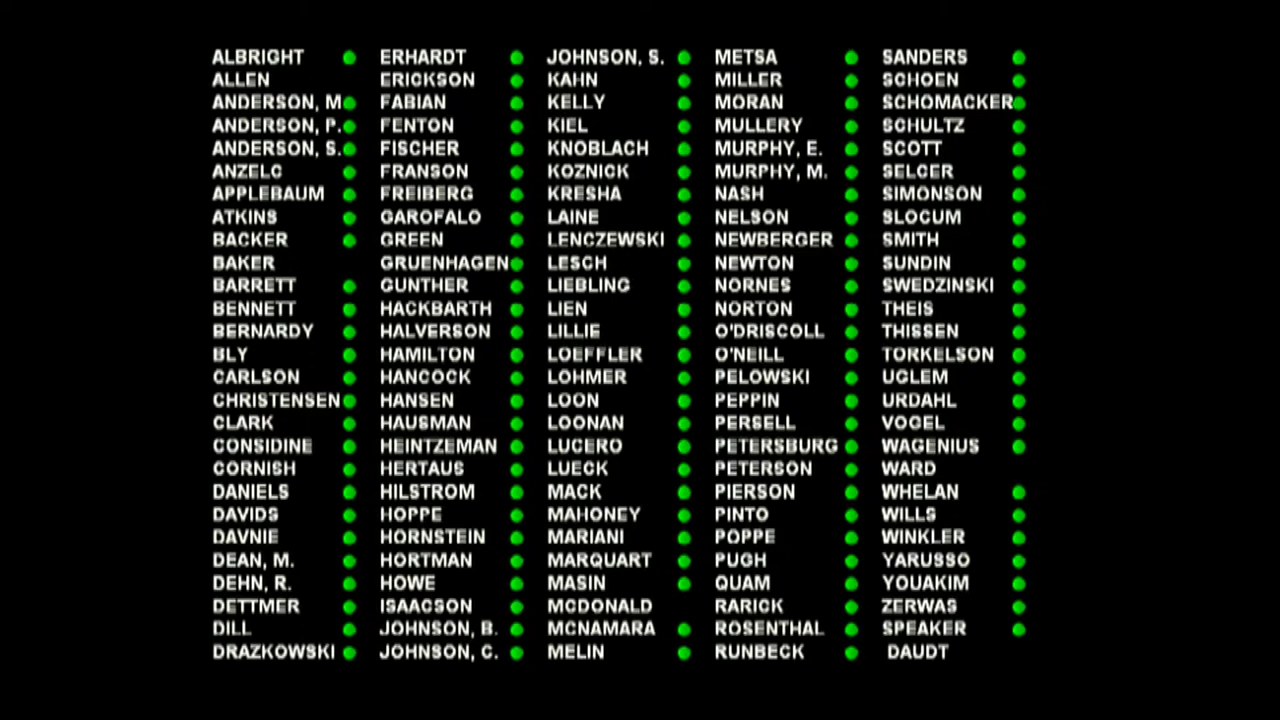 ALBRIGHT
ALLEN
ANDERSON, M
ANDERSON, P.
ANDERSON, S.
ANZELC
APPLEBAUM
ATKINS
BACKER
BAKER
BARRETT
BENNETT
BERNARDY
BLY
CARLSON
CHRISTENSEN
CLARK
CONSIDINE
CORNISH
DANIELS
DAVIDS
DAVNIE
DEAN, M.
DEHN, R.
DETTMER
DILL
DRAZKOWSKI
ERHARDT
ERICKSON
FABIAN
FENTON
FISCHER
FRANSON
FREIBERG
GAROFALO
GREEN
GRUENHAGEN
GUNTHER
HACKBARTH
HALVERSON
HAMILTON
HANCOCK
HANSEN
HAUSMAN
HEINTZEMAN
HERTAUS
HILSTROM
HOPPE
HORNSTEIN
HORTMAN
HOWE
ISAACSON
JOHNSON, B.
JOHNSON, C.
JOHNSON, S.
KAHN
KELLY
KIEL
KNOBLACH
KOZNICK
KRESHA
LAINE
LENCZEWSKI
LESCH
LIEBLING
LIEN
LILLIE
LOEFFLER
LOHMER
LOON
LOONAN
LUCERO
LUECK
MACK
MAHONEY
MARIANI
MARQUART
MASIN
MCDONALD
MCNAMARA
MELIN
METSA
MILLER
MORAN
MULLERY
MURPHY, E.
MURPHY, M.
NASH
NELSON
NEWBERGER
NEWTON
NORNES
NORTON
O'DRISCOLL
O'NEILL
PELOWSKI
PEPPIN
PERSELL
PETERSBURG
PETERSON
PIERSON
PINTO
POPPE
PUGH
QUAM
RARICK
ROSENTHAL
RUNBECK
SANDERS
SCHOEN
SCHOMACKER
SCHULTZ
SCOTT
SELCER
SIMONSON
SLOCUM
SMITH
SUNDIN
SWEDZINSKI
THEIS
THISSEN
TORKELSON
UGLEM
URDAHL
VOGEL
WAGENIUS
WARD
WHELAN
WILLS
WINKLER
YARUSSO
YOUAKIM
ZERWAS
SPEAKER
DAUDT